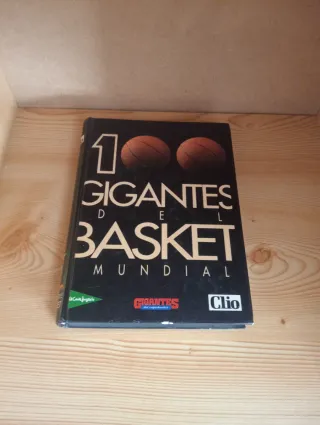 100
GIGANTES
DEL
BASKET
MUNDIAL
El Corte Inglés
GIGANTES
Clio